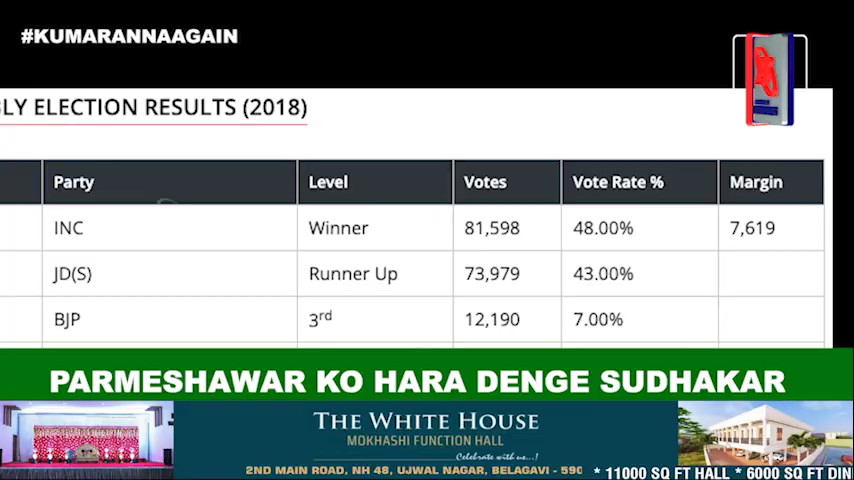 #KUMARANNAAGAIN
LY ELECTION RESULTS (2018)
Party Level Votes Vote Rate % Margin
INC Winner 81,598 48.00% 7,619
JD(S) Runner Up 73,979 43.00%
BJP 3rd 12,190 7.00%
PARMESHAWAR KO HARA DENGE SUDHAKAR
THE WHITE HOUSE
MOKHASHI FUNCTION HALL
Celebrate with us...!
2ND MAIN ROAD, NH 48, UJWAL NAGAR, BELAGAVI - 590
* 11000 SQ FT HALL * 6000 SQ FT DIN